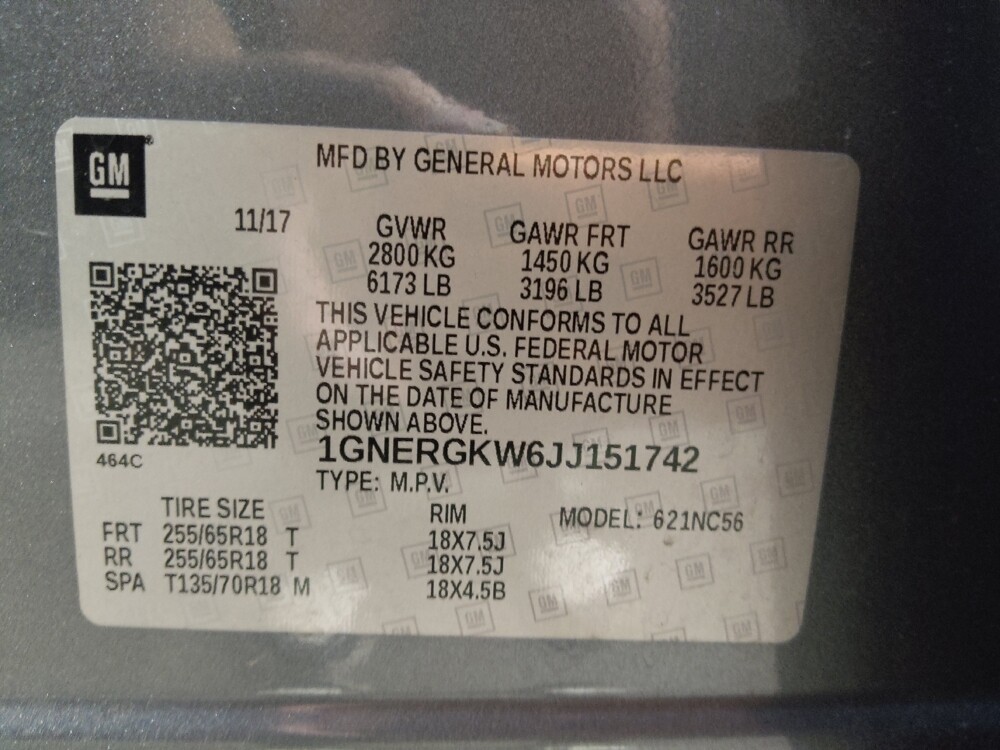 GM
MFD BY GENERAL MOTORS LLC
11/17
GVWR GAWR FRT GAWR RR
2800 KG 1450 KG 1600 KG
6173 LB 3196 LB 3527 LB
THIS VEHICLE CONFORMS TO ALL
APPLICABLE U.S. FEDERAL MOTOR
VEHICLE SAFETY STANDARDS IN EFFECT
ON THE DATE OF MANUFACTURE
SHOWN ABOVE.
464C
1GNERGKW6JJ151742
TYPE: M.P.V.
TIRE SIZE RIM MODEL: 621NC56
FRT 255/65R18 T 18X7.5J
RR 255/65R18 T 18X7.5J
SPA T135/70R18 M 18X4.5B